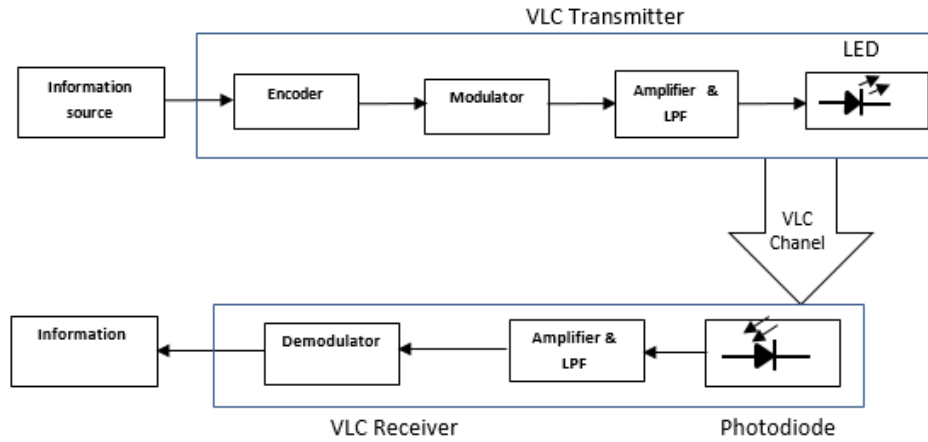 VLC Transmitter
LED
Information
source
Encoder
Modulator
Amplifier &
LPF
VLC
Chanel
Information
Demodulator
Amplifier &
LPF
VLC Receiver
Photodiode